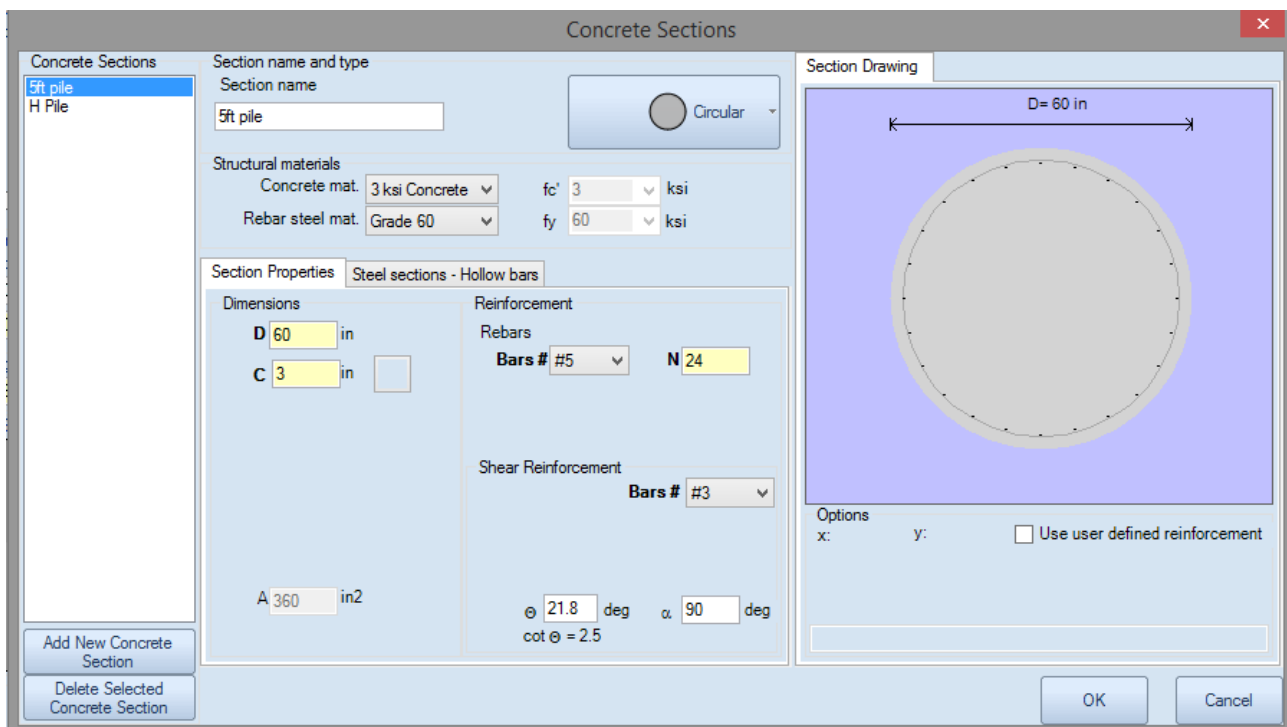 Concrete Sections
Concrete Sections
5ft pile
H Pile
Add New Concrete
Section
Delete Selected
Concrete Section
Section name and type
Section name
5ft pile
Circular
Structural materials
Concrete mat. 3 ksi Concrete fc' 3 ksi
Rebar steel mat. Grade 60 fy 60 ksi
Section Properties Steel sections - Hollow bars
Dimensions
D 60 in
C 3 in
A 360 in2
Reinforcement
Rebars
Bars # #5 N 24
Shear Reinforcement
Bars # #3
Θ 21.8 deg α 90 deg
cot Θ = 2.5
Section Drawing
D= 60 in
Options
x: y: Use user defined reinforcement
OK Cancel